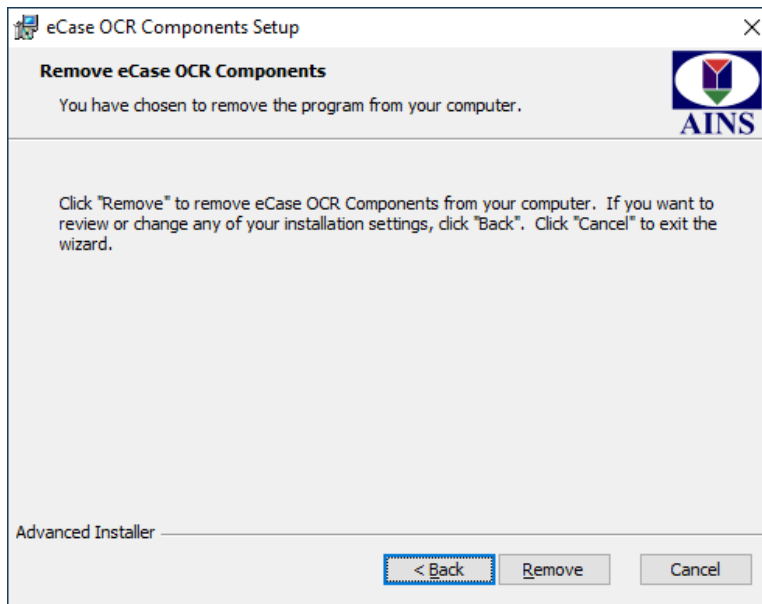 eCase OCR Components Setup
Remove eCase OCR Components
You have chosen to remove the program from your computer.
AINS
Click "Remove" to remove eCase OCR Components from your computer.  If you want to
review or change any of your installation settings, click "Back".  Click "Cancel" to exit the
wizard.
Advanced Installer
< Back
Remove
Cancel